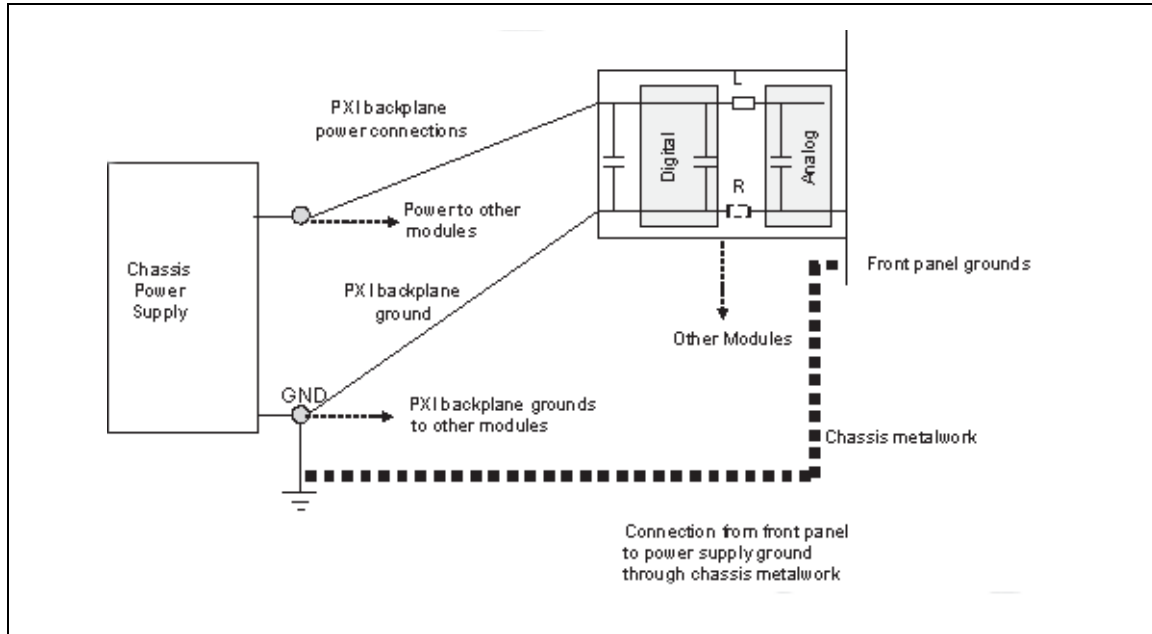 PXI backplane
power connections
L
Digital
Analog
R
Power to other
modules
Chassis
Power
Supply
PXI backplane
ground
Front panel grounds
Other Modules
GND
PXI backplane grounds
to other modules
Chassis metalwork
Connection from front panel
to power supply ground
through chassis metalwork